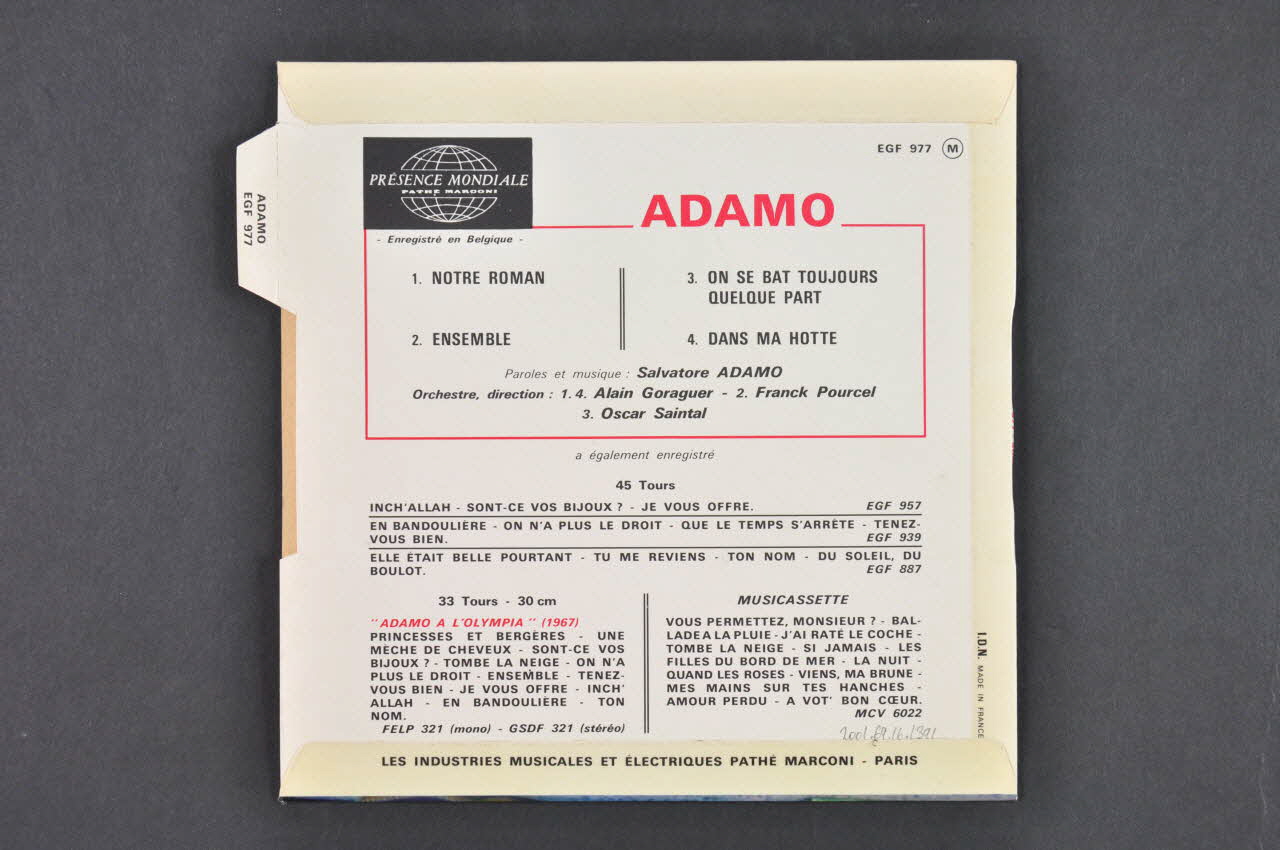 EGF 977 M
PRÉSENCE MONDIALE
PATHÉ MARCONI
ADAMO
EGF 977
ADAMO
- Enregistré en Belgique -
1. NOTRE ROMAN
2. ENSEMBLE
3. ON SE BAT TOUJOURS
QUELQUE PART
4. DANS MA HOTTE
Paroles et musique : Salvatore ADAMO
Orchestre, direction : 1. 4. Alain Goraguer - 2. Franck Pourcel
3. Oscar Saintal
a également enregistré
45 Tours
INCH'ALLAH - SONT-CE VOS BIJOUX ? - JE VOUS OFFRE. EGF 957
EN BANDOULIÈRE - ON N'A PLUS LE DROIT - QUE LE TEMPS S'ARRÊTE - TENEZ-
VOUS BIEN. EGF 939
ELLE ÉTAIT BELLE POURTANT - TU ME REVIENS - TON NOM - DU SOLEIL, DU
BOULOT. EGF 887
33 Tours - 30 cm
"ADAMO A L'OLYMPIA" (1967)
PRINCESSES ET BERGÈRES - UNE
MÈCHE DE CHEVEUX - SONT-CE VOS
BIJOUX ? - TOMBE LA NEIGE - ON N'A
PLUS LE DROIT - ENSEMBLE - TENEZ-
VOUS BIEN - JE VOUS OFFRE - INCH'
ALLAH - EN BANDOULIÈRE - TON
NOM.
FELP 321 (mono) - GSDF 321 (stéréo)
MUSICASSETTE
VOUS PERMETTEZ, MONSIEUR ? - BAL-
LADE A LA PLUIE - J'AI RATÉ LE COCHE -
TOMBE LA NEIGE - SI JAMAIS - LES
FILLES DU BORD DE MER - LA NUIT -
QUAND LES ROSES - VIENS, MA BRUNE -
MES MAINS SUR TES HANCHES -
AMOUR PERDU - A VOT' BON CŒUR.
MCV 6022
I.D.N. MADE IN FRANCE
LES INDUSTRIES MUSICALES ET ÉLECTRIQUES PATHÉ MARCONI - PARIS